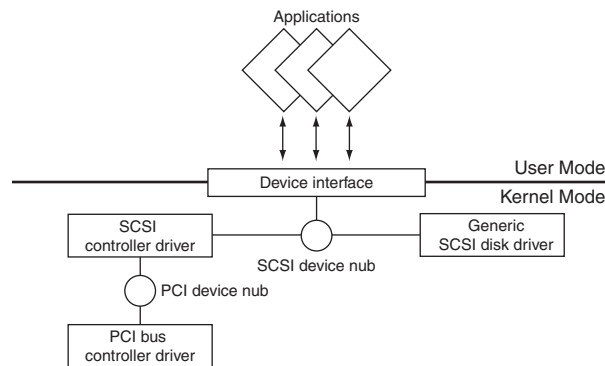 Applications
User Mode
Device interface
Kernel Mode
SCSI
controller driver
Generic
SCSI disk driver
SCSI device nub
PCI device nub
PCI bus
controller driver